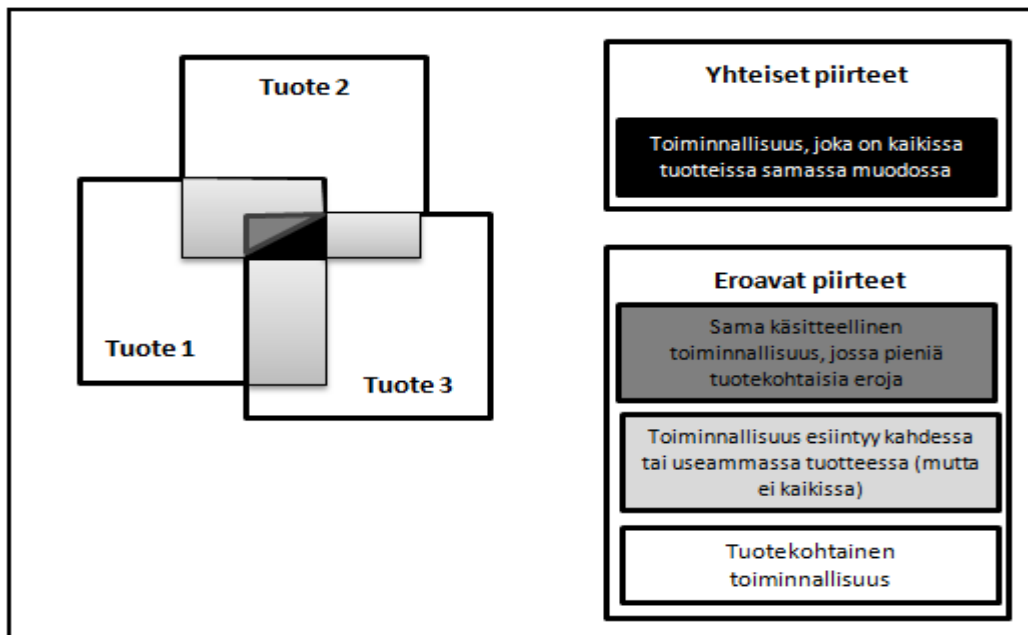 Tuote 2
Tuote 1
Tuote 3
Yhteiset piirteet
Toiminnallisuus, joka on kaikissa
tuotteissa samassa muodossa
Eroavat piirteet
Sama käsitteellinen
toiminnallisuus, jossa pieniä
tuotekohtaisia eroja
Toiminnallisuus esiintyy kahdessa
tai useammassa tuotteessa (mutta
ei kaikissa)
Tuotekohtainen
toiminnallisuus